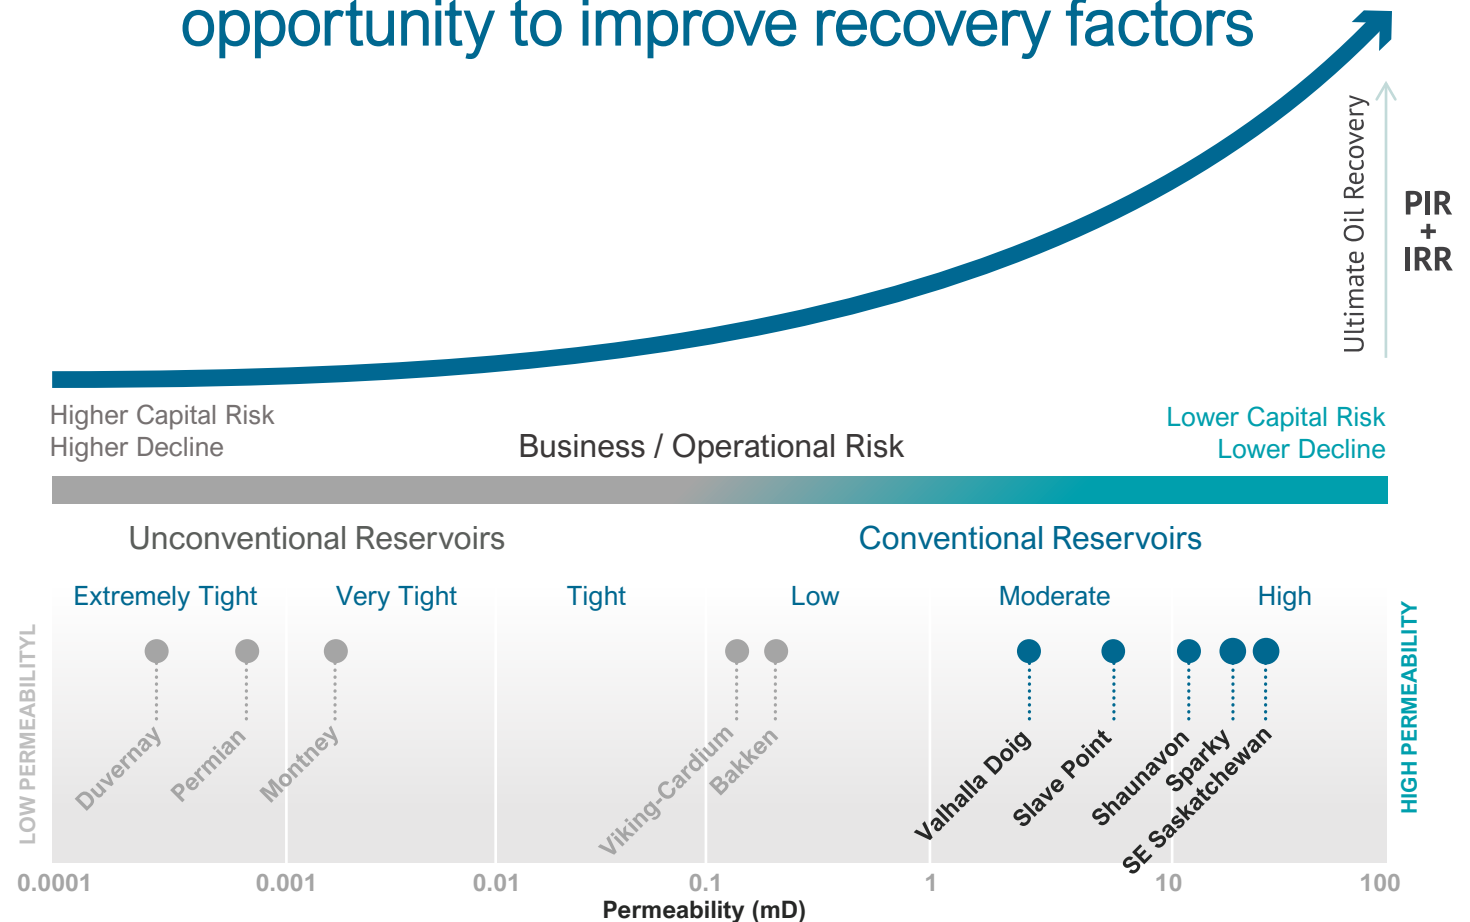 opportunity to improve recovery factors
Ultimate Oil Recovery
PIR
+
IRR
Higher Capital Risk
Higher Decline
Business / Operational Risk
Lower Capital Risk
Lower Decline
Unconventional Reservoirs
Conventional Reservoirs
Extremely Tight
Very Tight
Tight
Low
Moderate
High
LOW PERMEABILITYL
HIGH PERMEABILITY
Duvernay
Permian
Montney
Viking-Cardium
Bakken
Valhalla Doig
Slave Point
Shaunavon
Sparky
SE Saskatchewan
0.0001
0.001
0.01
0.1
1
10
100
Permeability (mD)